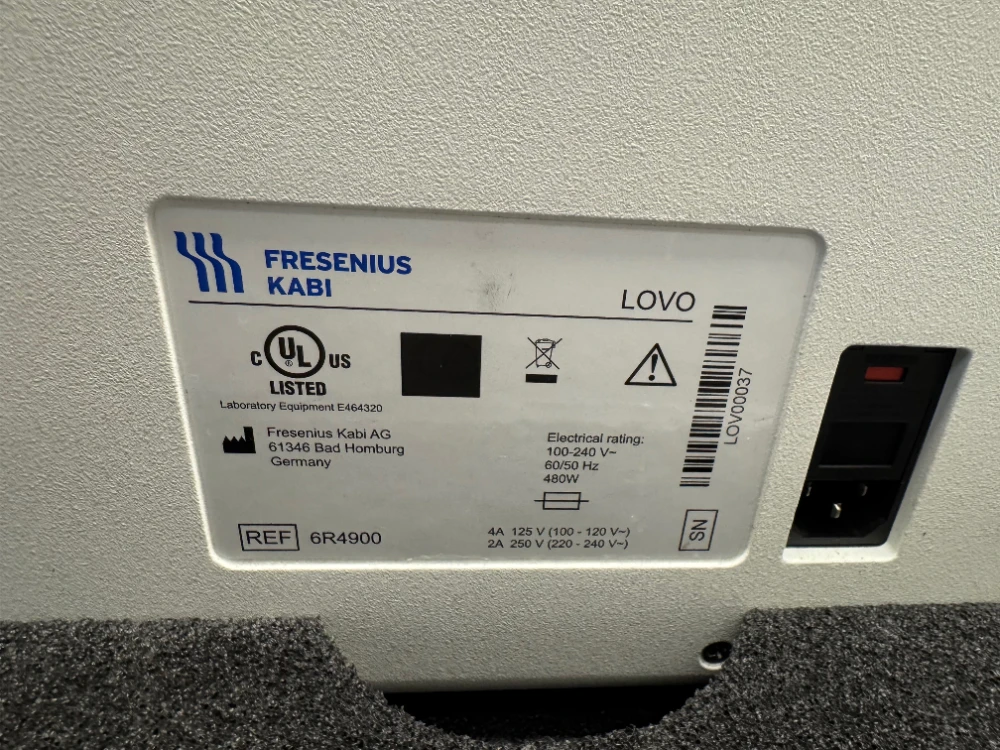 FRESENIUS
KABI
LOVO
C UL US
®
LISTED
Laboratory Equipment E464320
Fresenius Kabi AG
61346 Bad Homburg
Germany
Electrical rating:
100-240 V~
60/50 Hz
480W
REF 6R4900
4A 125 V (100 - 120 V~)
2A 250 V (220 - 240 V~)
LOV00037
SN